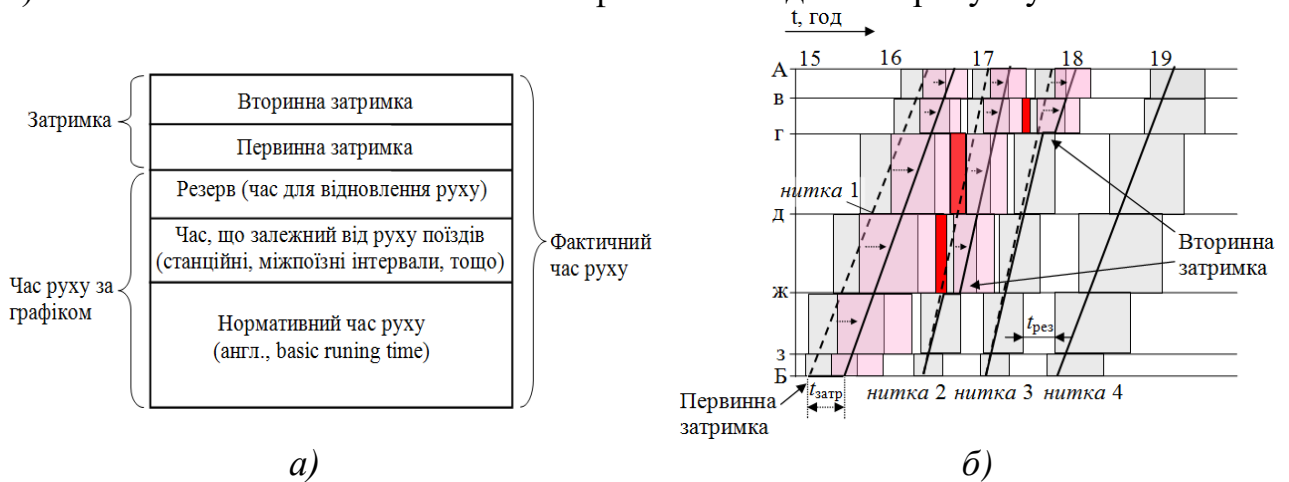 t, год
15 16 17 18 19
Затримка
Вторинна затримка
Первинна затримка
Час руху за
графіком
Резерв (час для відновлення руху)
Час, що залежний від руху поїздів
(станційні, міжпоїзні інтервали, тощо)
Нормативний час руху
(англ., basic runing time)
Фактичний
час руху
а)
А
в
г
д
ж
з
Б
нитка 1
Вторинна
затримка
tрез
tзатр
нитка 2 нитка 3 нитка 4
Первинна
затримка
б)